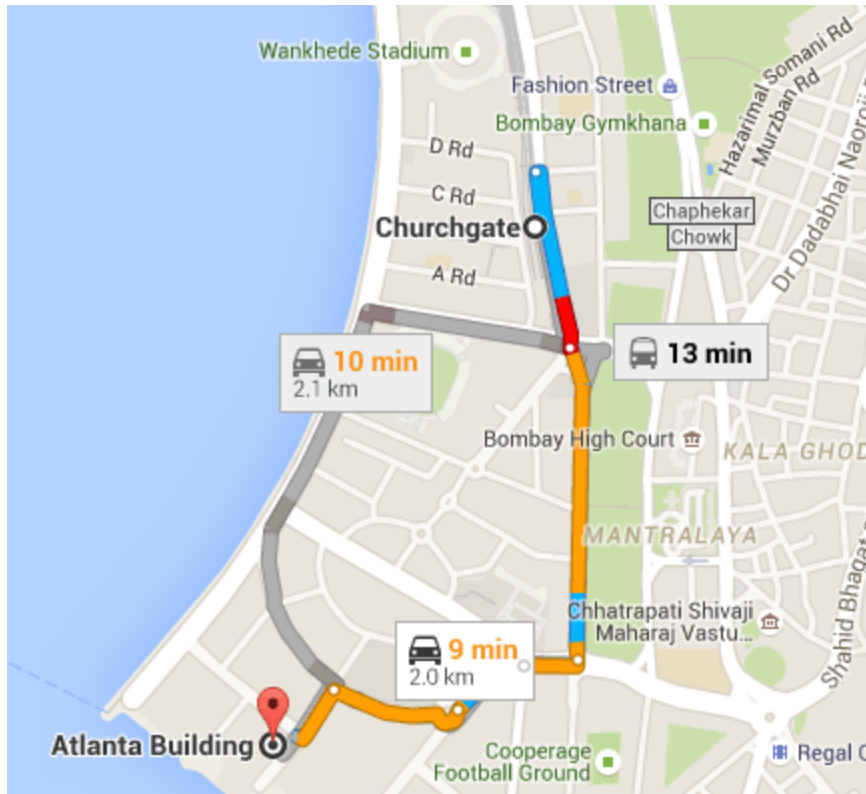 Wankhede Stadium
Hazarimal Somani Rd
Murzban Rd
Fashion Street
Bombay Gymkhana
Dr Dadabhai Naoroji
D Rd
C Rd
Chaphekar
Chowk
Churchgate
A Rd
10 min
2.1 km
13 min
Bombay High Court
KALA GHOD
MANTRALAYA
Chhatrapati Shivaji
Maharaj Vastu...
Shahid Bhagat
9 min
2.0 km
Atlanta Building
Cooperage
Football Ground
Regal C